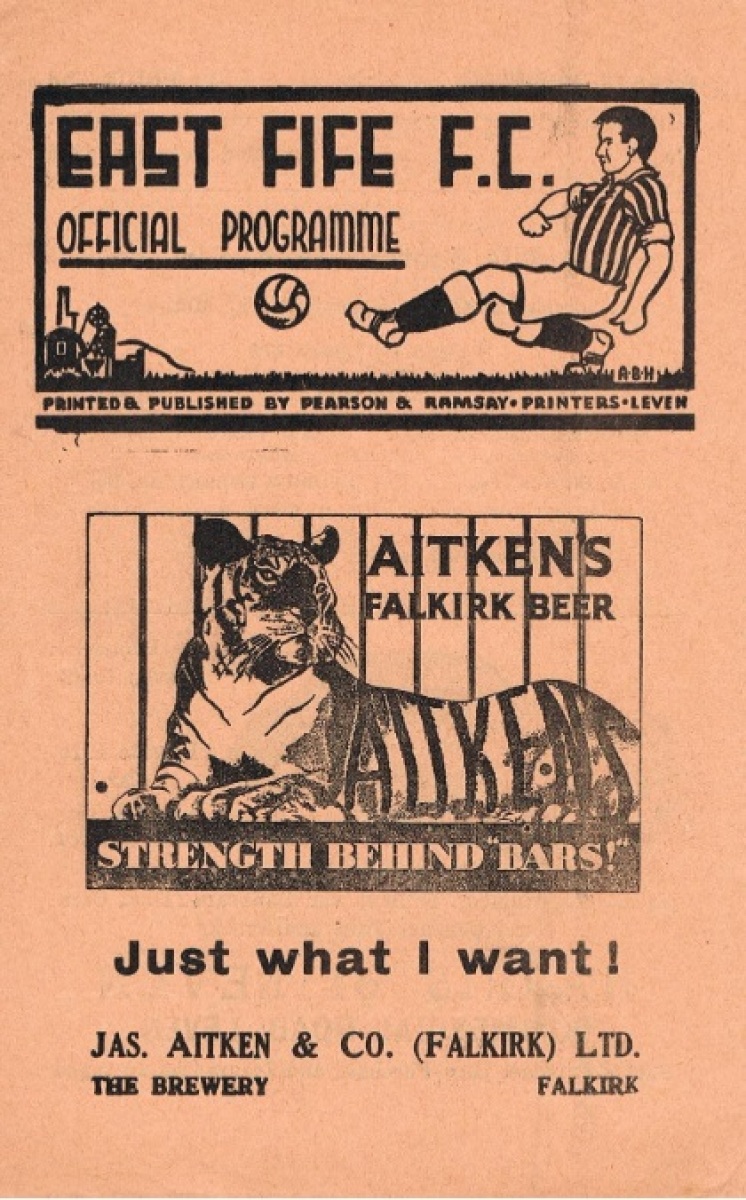 EAST FIFE F.C.
OFFICIAL PROGRAMME
A·B·H
PRINTED & PUBLISHED BY PEARSON & RAMSAY · PRINTERS · LEVEN
AITKEN'S
FALKIRK BEER
AITKENS
STRENGTH BEHIND "BARS!"
Just what I want!
JAS. AITKEN & CO. (FALKIRK) LTD.
THE BREWERY FALKIRK